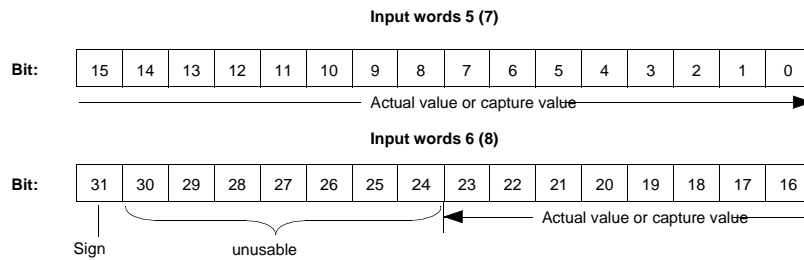 Input words 5 (7)
Bit: 15 14 13 12 11 10 9 8 7 6 5 4 3 2 1 0
Actual value or capture value
Input words 6 (8)
Bit: 31 30 29 28 27 26 25 24 23 22 21 20 19 18 17 16
Actual value or capture value
Sign unusable